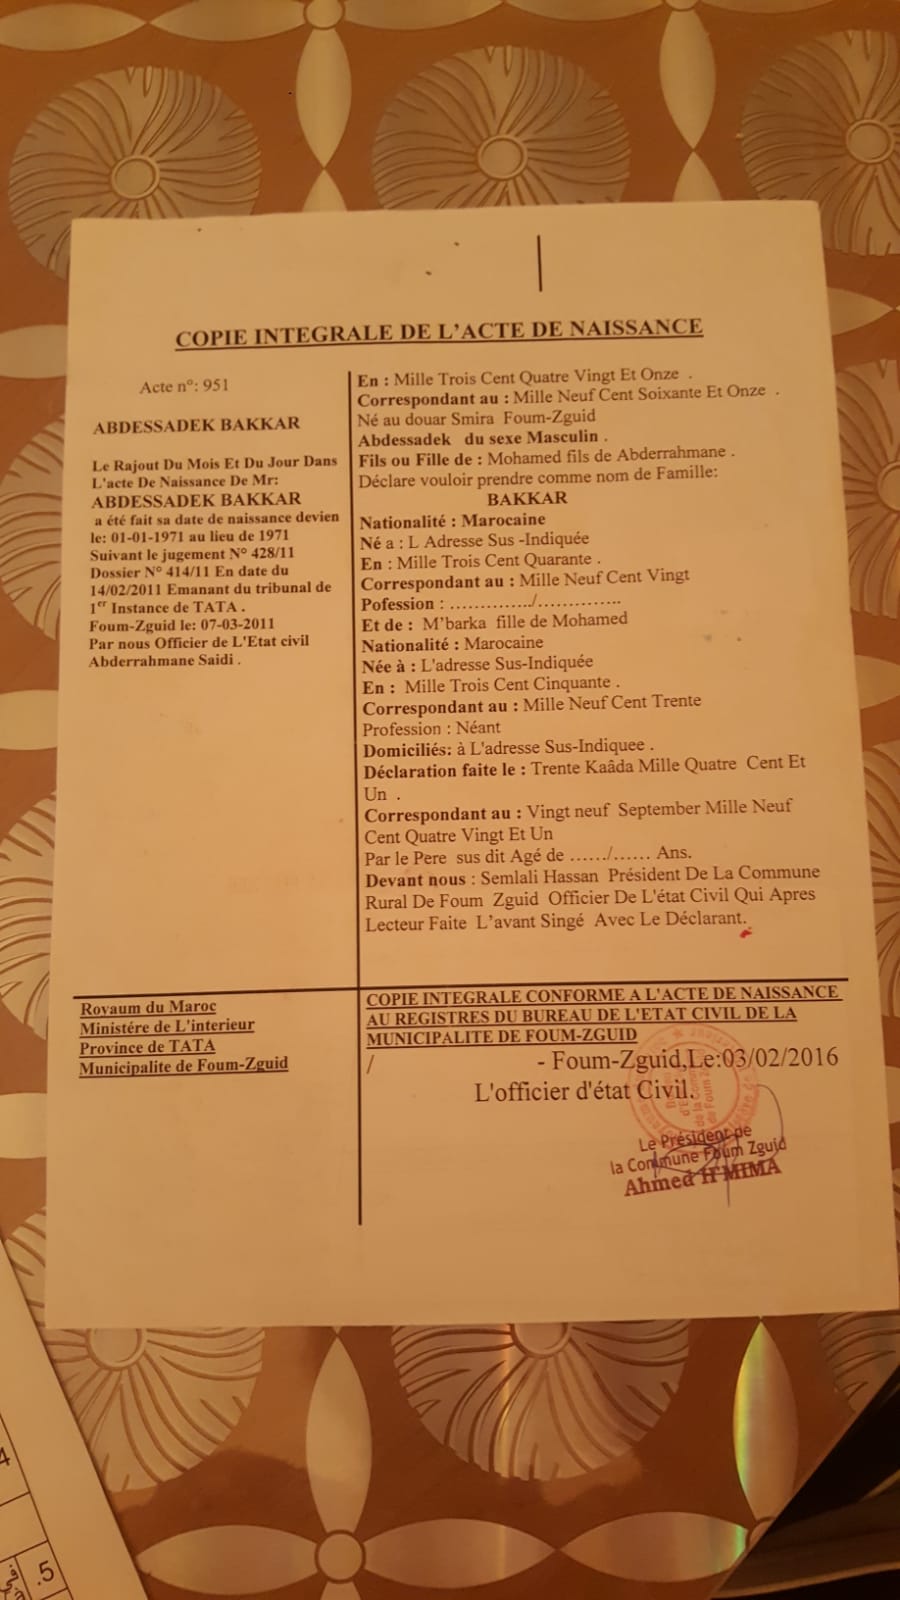 COPIE INTEGRALE DE L'ACTE DE NAISSANCE
Acte n°: 951
ABDESSADEK BAKKAR
Le Rajout Du Mois Et Du Jour Dans
L'acte De Naissance De Mr:
ABDESSADEK BAKKAR
a été fait sa date de naissance devien
le: 01-01-1971 au lieu de 1971
Suivant le jugement N° 428/11
Dossier N° 414/11 En date du
14/02/2011 Emanant du tribunal de
1er Instance de TATA .
Foum-Zguid le: 07-03-2011
Par nous Officier de L'Etat civil
Abderrahmane Saidi .
En : Mille Trois Cent Quatre Vingt Et Onze .
Correspondant au : Mille Neuf Cent Soixante Et Onze .
Né au douar Smira Foum-Zguid
Abdessadek du sexe Masculin .
Fils ou Fille de : Mohamed fils de Abderrahmane .
Déclare vouloir prendre comme nom de Famille:
BAKKAR
Nationalité : Marocaine
Né a : L Adresse Sus -Indiquée
En : Mille Trois Cent Quarante .
Correspondant au : Mille Neuf Cent Vingt
Pofession : …………../…………..
Et de : M'barka fille de Mohamed
Nationalité : Marocaine
Née à : L'adresse Sus-Indiquée
En : Mille Trois Cent Cinquante .
Correspondant au : Mille Neuf Cent Trente
Profession : Néant
Domiciliés: à L'adresse Sus-Indiquee .
Déclaration faite le : Trente Kaâda Mille Quatre Cent Et
Un .
Correspondant au : Vingt neuf September Mille Neuf
Cent Quatre Vingt Et Un
Par le Pere sus dit Agé de ……/…… Ans.
Devant nous : Semlali Hassan Président De La Commune
Rural De Foum Zguid Officier De L'état Civil Qui Apres
Lecteur Faite L'avant Singé Avec Le Déclarant.
Royaum du Maroc
Ministére de L'interieur
Province de TATA
Municipalite de Foum-Zguid
COPIE INTEGRALE CONFORME A L'ACTE DE NAISSANCE
AU REGISTRES DU BUREAU DE L'ETAT CIVIL DE LA
MUNICIPALITE DE FOUM-ZGUID
/ - Foum-Zguid,Le:03/02/2016
L'officier d'état Civil.
Le Président De
la Commune Foum Zguid
Ahmed H'MIMA
4
.5